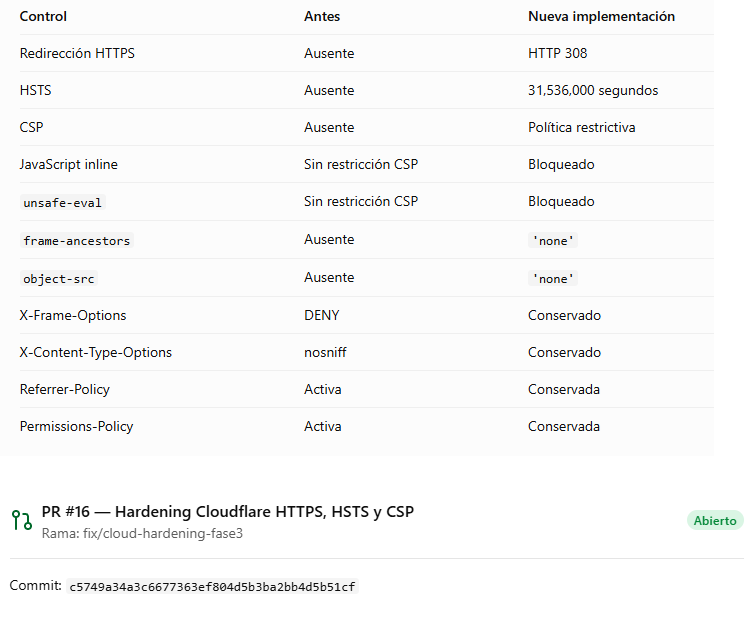 Control Antes Nueva implementación
Redirección HTTPS Ausente HTTP 308
HSTS Ausente 31,536,000 segundos
CSP Ausente Política restrictiva
JavaScript inline Sin restricción CSP Bloqueado
unsafe-eval Sin restricción CSP Bloqueado
frame-ancestors Ausente 'none'
object-src Ausente 'none'
X-Frame-Options DENY Conservado
X-Content-Type-Options nosniff Conservado
Referrer-Policy Activa Conservada
Permissions-Policy Activa Conservada
PR #16 — Hardening Cloudflare HTTPS, HSTS y CSP
Abierto
Rama: fix/cloud-hardening-fase3
Commit: c5749a34a3c6677363ef804d5b3ba2bb4d5b51cf